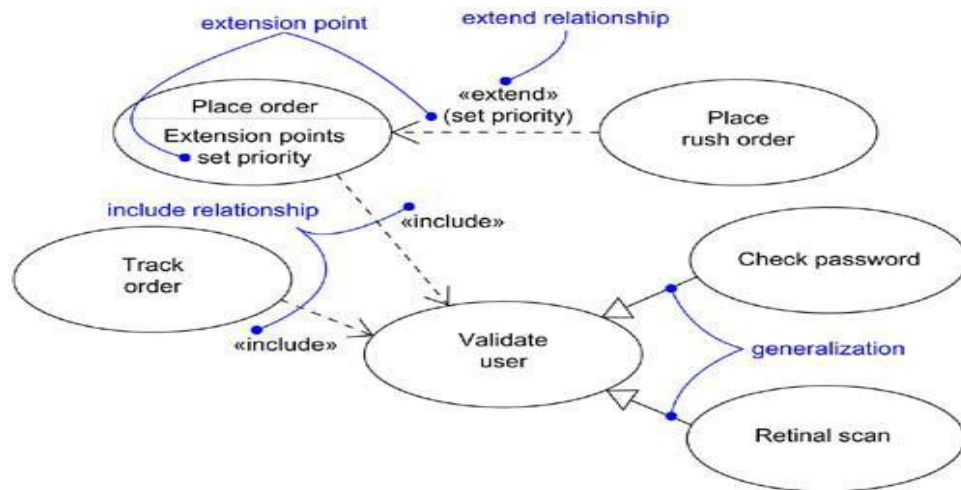 extension point
extend relationship
«extend»
(set priority)
Place order
Extension points
set priority
Place
rush order
include relationship
«include»
Track
order
Check password
«include»
Validate
user
generalization
Retinal scan